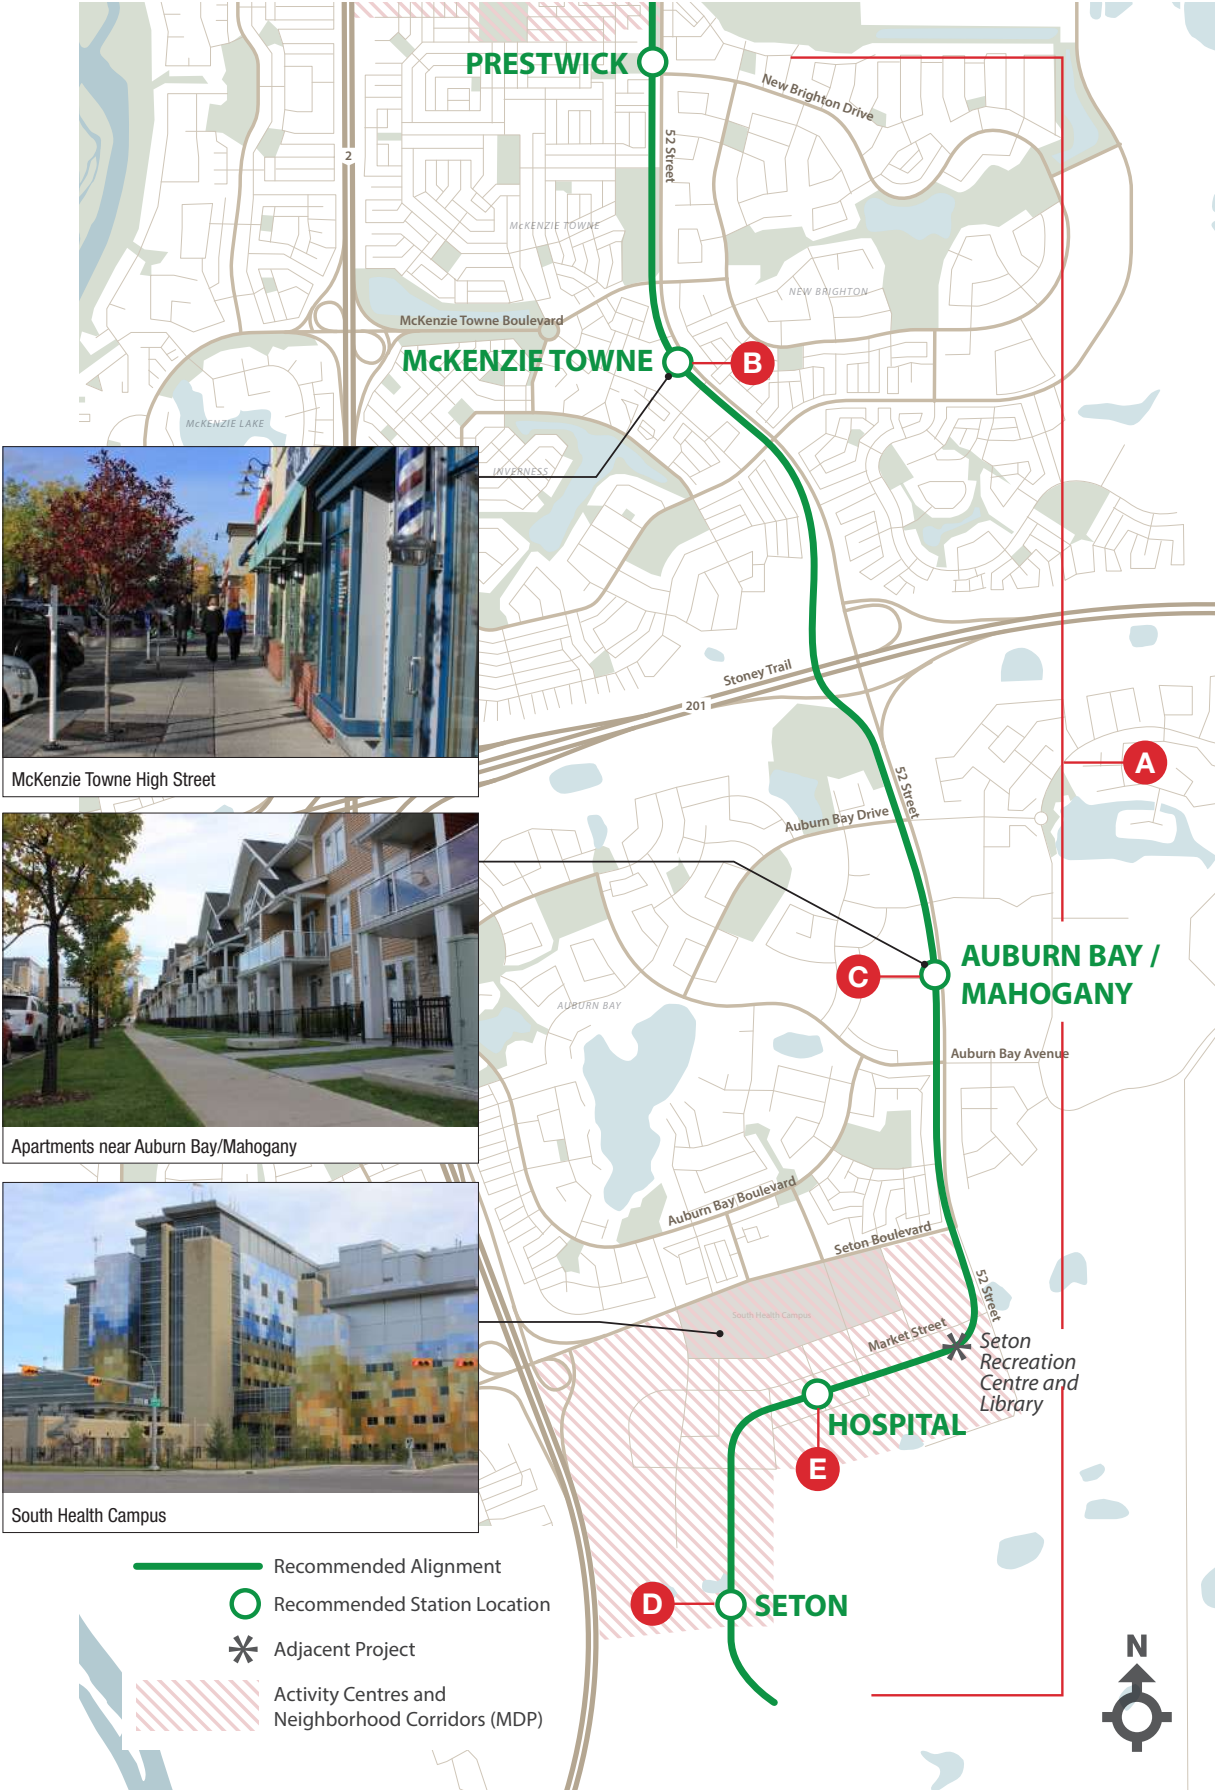 PRESTWICK
New Brighton Drive
52 Street
2
McKENZIE TOWNE
NEW BRIGHTON
McKenzie Towne Boulevard
McKENZIE TOWNE
B
McKENZIE LAKE
INVERNESS
Stoney Trail
201
McKenzie Towne High Street
A
52 Street
Auburn Bay Drive
AUBURN BAY /
MAHOGANY
C
AUBURN BAY
Auburn Bay Avenue
Apartments near Auburn Bay/Mahogany
Auburn Bay Boulevard
Seton Boulevard
52 Street
South Health Campus
Market Street
Seton
Recreation
Centre and
Library
HOSPITAL
E
South Health Campus
Recommended Alignment
Recommended Station Location
D
SETON
Adjacent Project
Activity Centres and
Neighborhood Corridors (MDP)
N